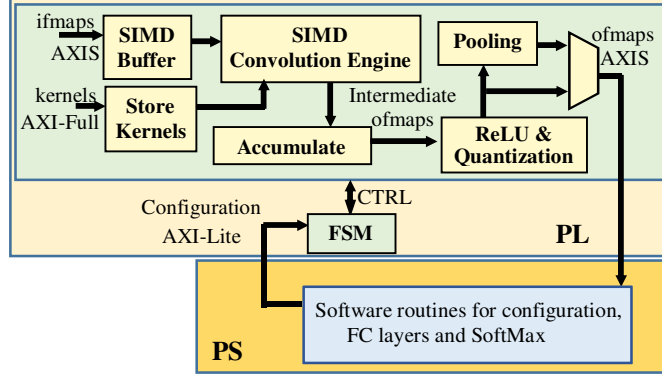 ifmaps
AXIS
SIMD
Buffer
SIMD
Convolution Engine
Pooling
ofmaps
AXIS
kernels
AXI-Full
Store
Kernels
Intermediate
ofmaps
Accumulate
ReLU &
Quantization
Configuration
AXI-Lite
CTRL
FSM
PL
Software routines for configuration,
FC layers and SoftMax
PS